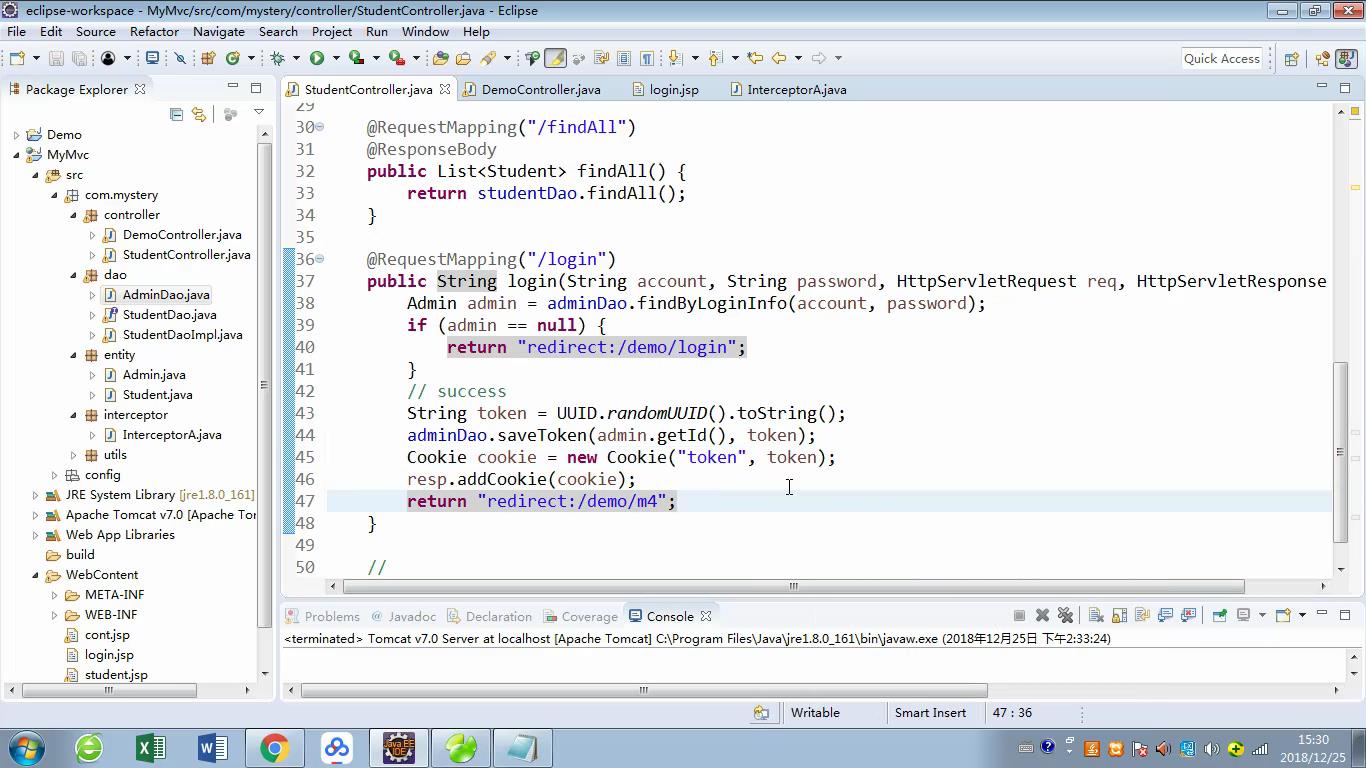 eclipse-workspace - MyMvc/src/com/mystery/controller/StudentController.java - Eclipse
File Edit Source Refactor Navigate Search Project Run Window Help
Quick Access
Package Explorer
StudentController.java DemoController.java login.jsp InterceptorA.java
Demo
MyMvc
src
com.mystery
controller
DemoController.java
StudentController.java
dao
AdminDao.java
StudentDao.java
StudentDaoImpl.java
entity
Admin.java
Student.java
interceptor
InterceptorA.java
utils
config
JRE System Library [jre1.8.0_161]
Apache Tomcat v7.0 [Apache Tor
Web App Libraries
build
WebContent
META-INF
WEB-INF
cont.jsp
login.jsp
student.jsp
29
30 @RequestMapping("/findAll")
31 @ResponseBody
32 public List<Student> findAll() {
33 return studentDao.findAll();
34 }
35
36 @RequestMapping("/login")
37 public String login(String account, String password, HttpServletRequest req, HttpServletResponse
38 Admin admin = adminDao.findByLoginInfo(account, password);
39 if (admin == null) {
40 return "redirect:/demo/login";
41 }
42 // success
43 String token = UUID.randomUUID().toString();
44 adminDao.saveToken(admin.getId(), token);
45 Cookie cookie = new Cookie("token", token);
46 resp.addCookie(cookie);
47 return "redirect:/demo/m4";
48 }
49
50 //
Problems Javadoc Declaration Coverage Console
<terminated> Tomcat v7.0 Server at localhost [Apache Tomcat] C:\Program Files\Java\jre1.8.0_161\bin\javaw.exe (2018年12月25日 下午2:33:24)
Writable Smart Insert 47 : 36
Java EE
IDE
15:30
2018/12/25